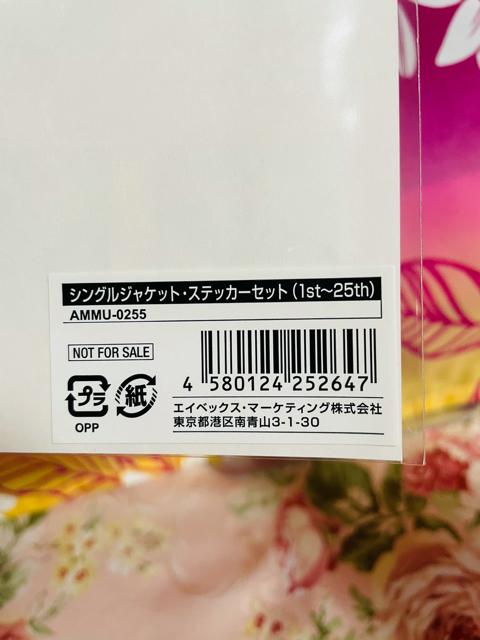 シングルジャケット・ステッカーセット(1st～25th)
AMMU-0255
NOT FOR SALE
4 580124 252647
プラ 紙
OPP
エイベックス・マーケティング株式会社
東京都港区南青山3-1-30